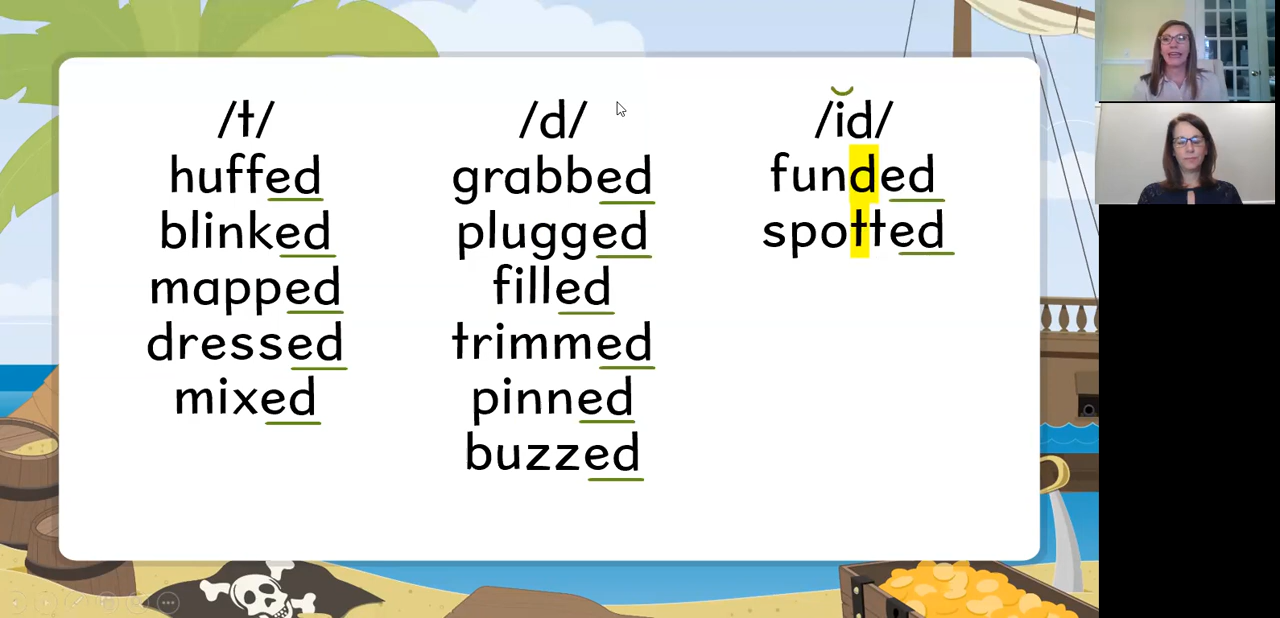 /t/
huffed
blinked
mapped
dressed
mixed
/d/
grabbed
plugged
filled
trimmed
pinned
buzzed
/ĭd/
funded
spotted